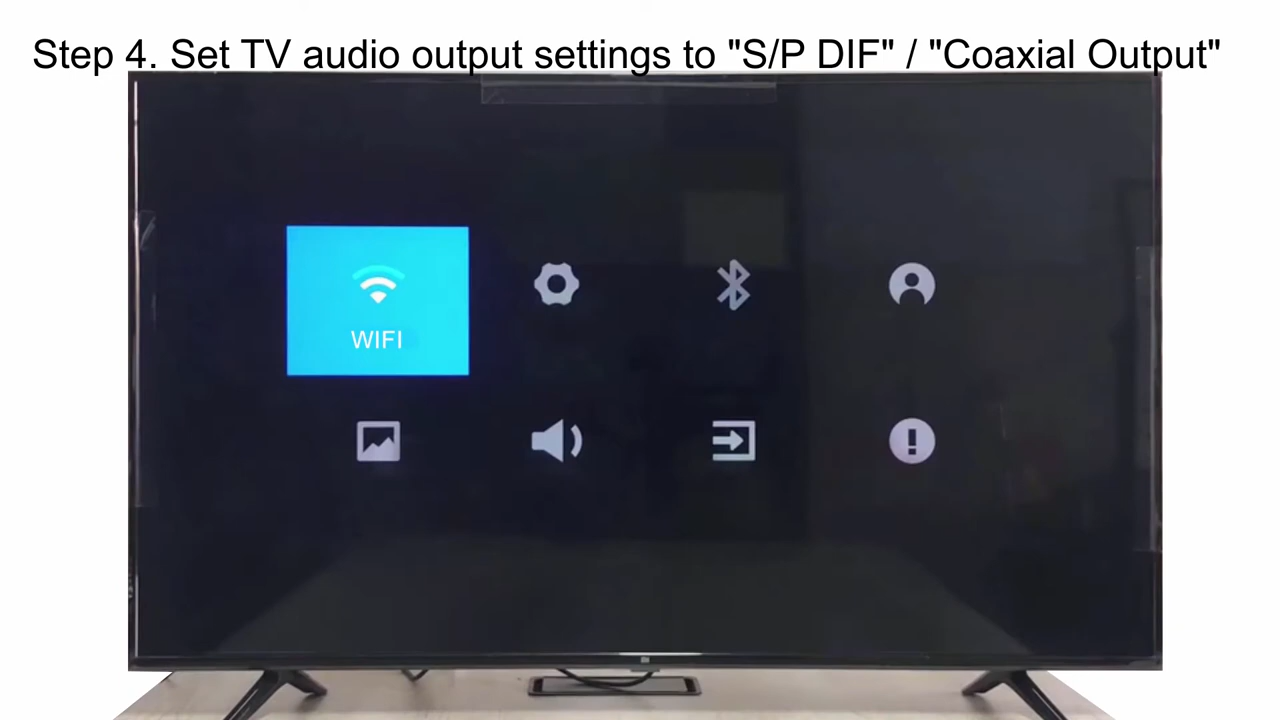 Step 4. Set TV audio output settings to "S/P DIF" / "Coaxial Output"
WIFI